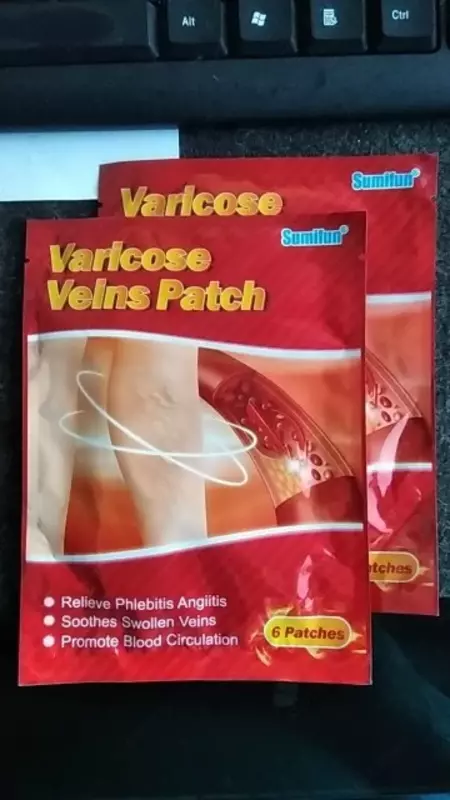 Alt
Ctrl
Sumifun®
Varicose
Sumifun®
Varicose
Veins Patch
Relieve Phlebitis Angiitis
Soothes Swollen Veins
Promote Blood Circulation
6 Patches